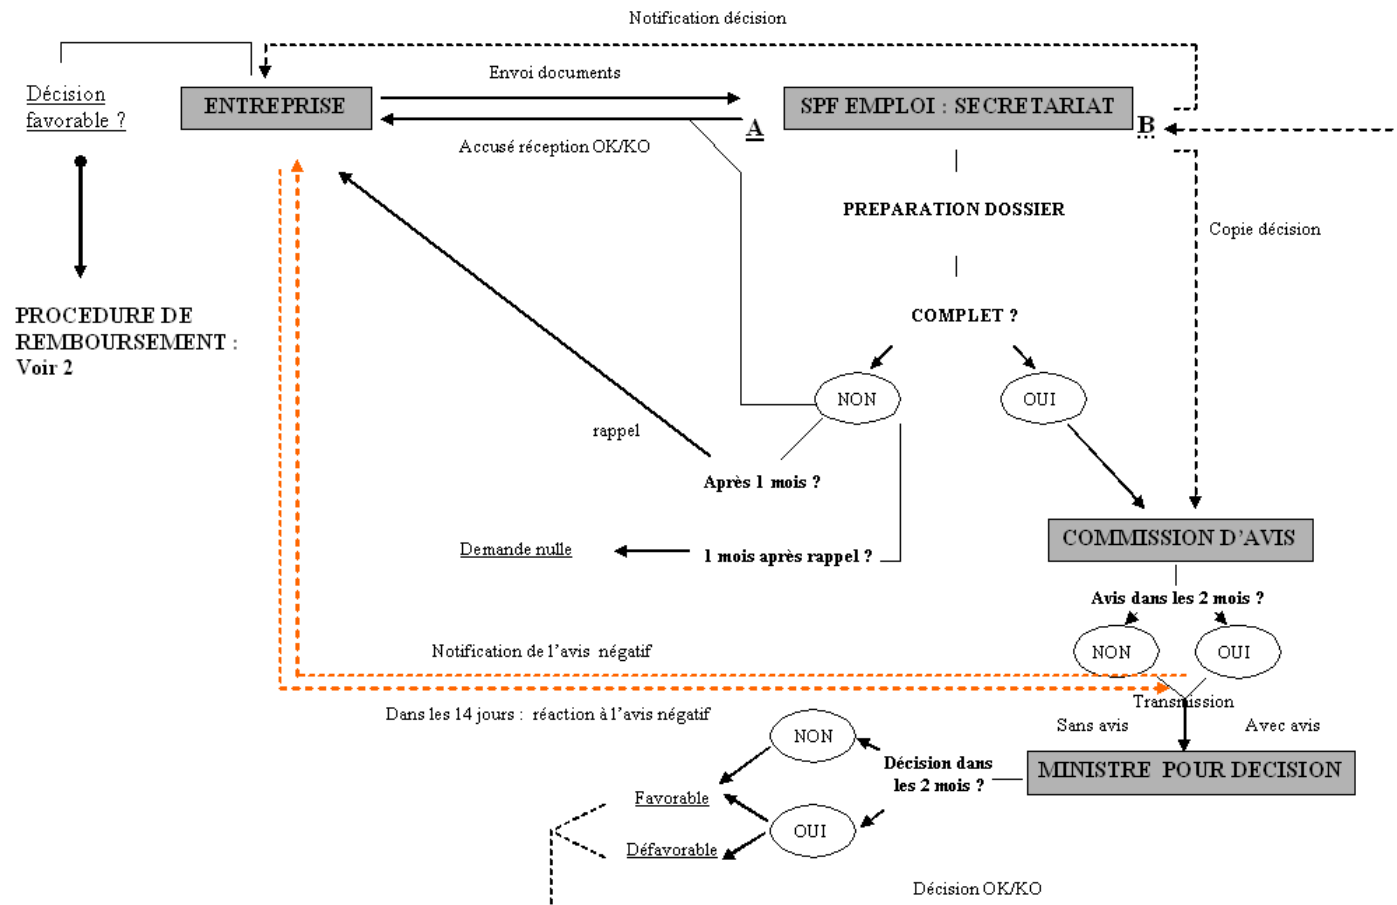 Notification décision
Envoi documents
Décision
favorable ?
ENTREPRISE
SPF EMPLOI : SECRETARIAT
A
B
Accusé réception OK/KO
PREPARATION DOSSIER
Copie décision
PROCEDURE DE
REMBOURSEMENT :
Voir 2
COMPLET ?
NON
OUI
rappel
Après 1 mois ?
COMMISSION D'AVIS
Demande nulle
1 mois après rappel ?
Avis dans les 2 mois ?
NON
OUI
Notification de l'avis négatif
Transmission
Dans les 14 jours : réaction à l'avis négatif
Sans avis
Avec avis
NON
Décision dans
les 2 mois ?
MINISTRE POUR DECISION
Favorable
OUI
Défavorable
Décision OK/KO